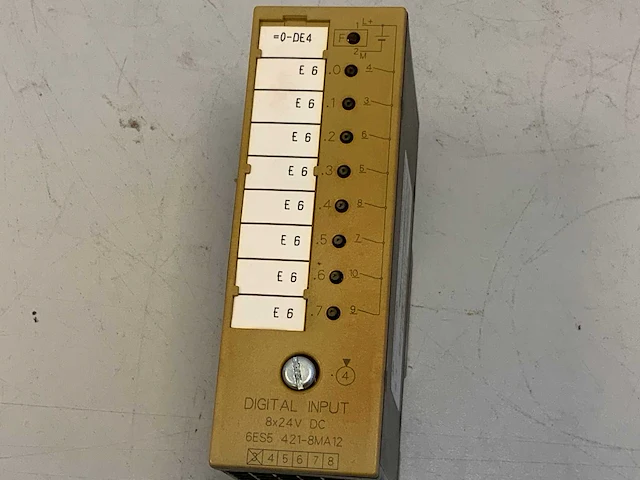 =0-DE4 F 1 L+
2 M
E 6 .0 4
E 6 .1 3
E 6 .2 6
E 6 .3 5
E 6 .4 8
E 6 .5 7
E 6 .6 10
E 6 .7 9
4
DIGITAL INPUT
8x24V DC
6ES5 421-8MA12
3 4 5 6 7 8